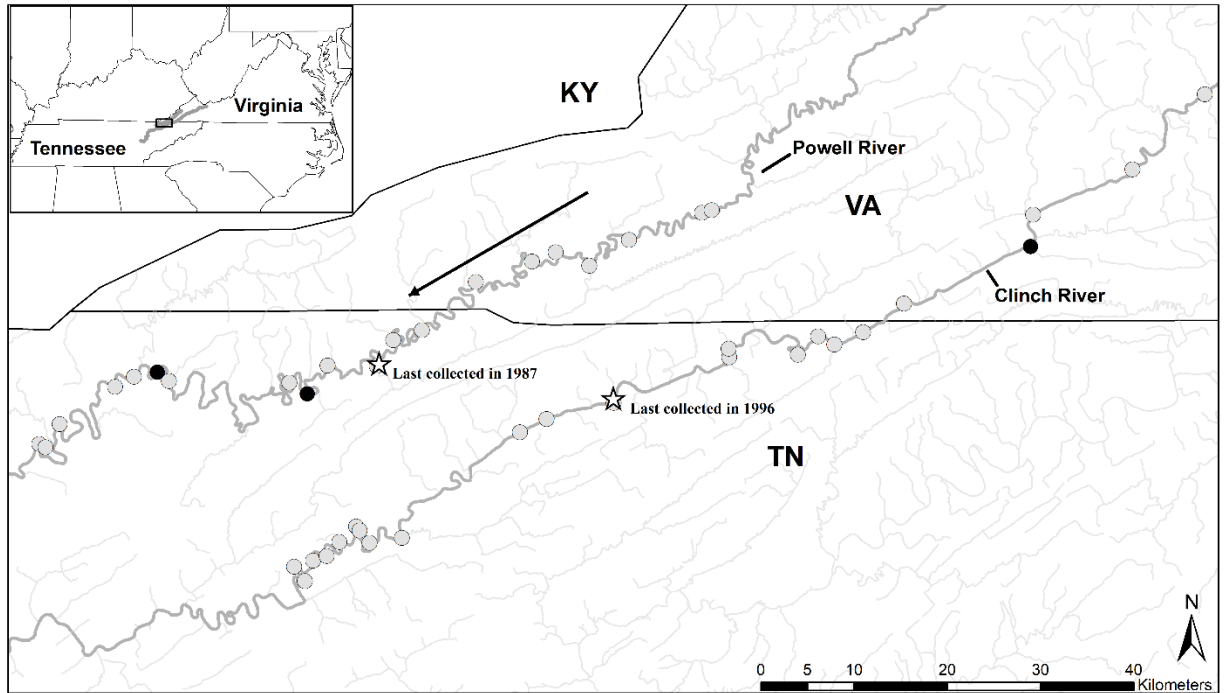 Virginia
Tennessee
KY
Powell River
VA
Clinch River
Last collected in 1987
Last collected in 1996
TN
N
0 5 10 20 30 40
Kilometers